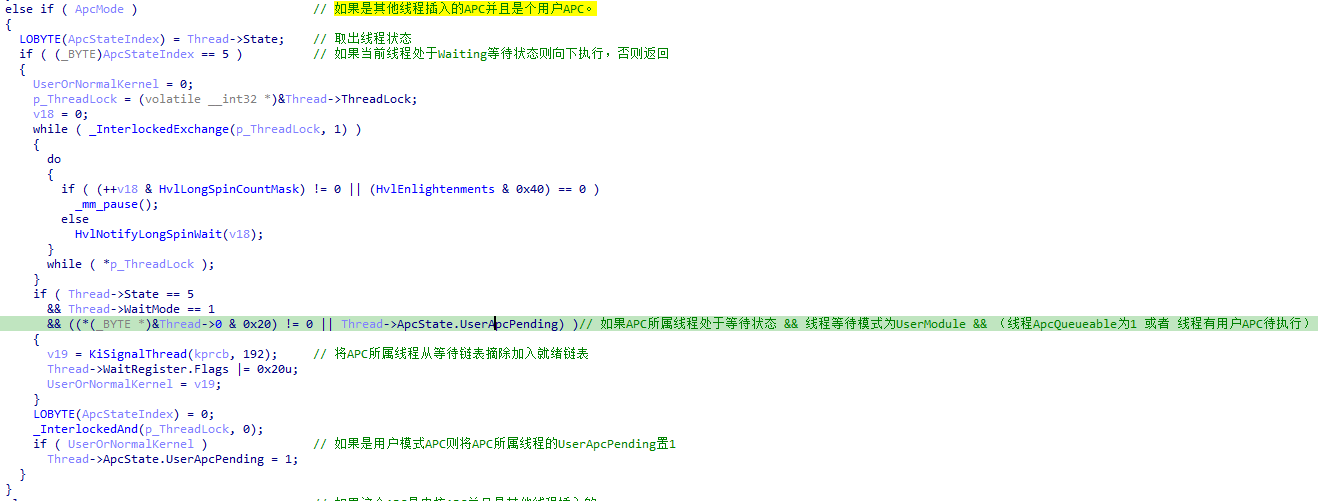 else if ( ApcMode ) // 如果是其他线程插入的APC并且是个用户APC。
{
LOBYTE(ApcStateIndex) = Thread->State; // 取出线程状态
if ( (_BYTE)ApcStateIndex == 5 ) // 如果当前线程处于Waiting等待状态则向下执行，否则返回
{
UserOrNormalKernel = 0;
p_ThreadLock = (volatile __int32 *)&Thread->ThreadLock;
v18 = 0;
while ( _InterlockedExchange(p_ThreadLock, 1) )
{
do
{
if ( (++v18 & HvlLongSpinCountMask) != 0 || (HvlEnlightenments & 0x40) == 0 )
_mm_pause();
else
HvlNotifyLongSpinWait(v18);
}
while ( *p_ThreadLock );
}
if ( Thread->State == 5
&& Thread->WaitMode == 1
&& ((*(_BYTE *)&Thread->0 & 0x20) != 0 || Thread->ApcState.UserApcPending) )// 如果APC所属线程处于等待状态 && 线程等待模式为UserModule && （线程ApcQueueable为1 或者 线程有用户APC待执行）
{
v19 = KiSignalThread(kprcb, 192); // 将APC所属线程从等待链表摘除加入就绪链表
Thread->WaitRegister.Flags |= 0x20u;
UserOrNormalKernel = v19;
}
LOBYTE(ApcStateIndex) = 0;
_InterlockedAnd(p_ThreadLock, 0);
if ( UserOrNormalKernel ) // 如果是用户模式APC则将APC所属线程的UserApcPending置1
Thread->ApcState.UserApcPending = 1;
}
}